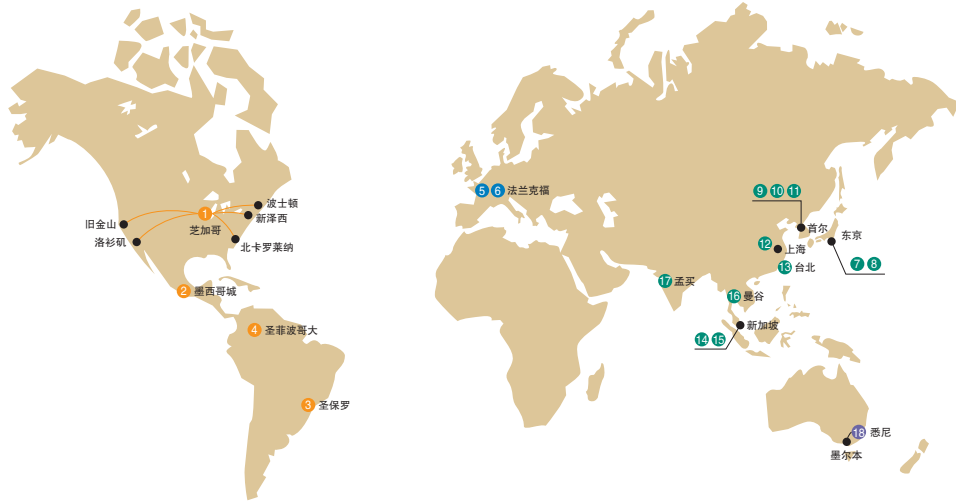 波士顿
1
旧金山
新泽西
芝加哥
洛衫矶
北卡罗莱纳
2 墨西哥城
4 圣菲波哥大
3 圣保罗
5 6 法兰克福
9 10 11
首尔
东京
12
上海
7 8
13 台北
17 孟买
16 曼谷
新加坡
14 15
18 悉尼
墨尔本